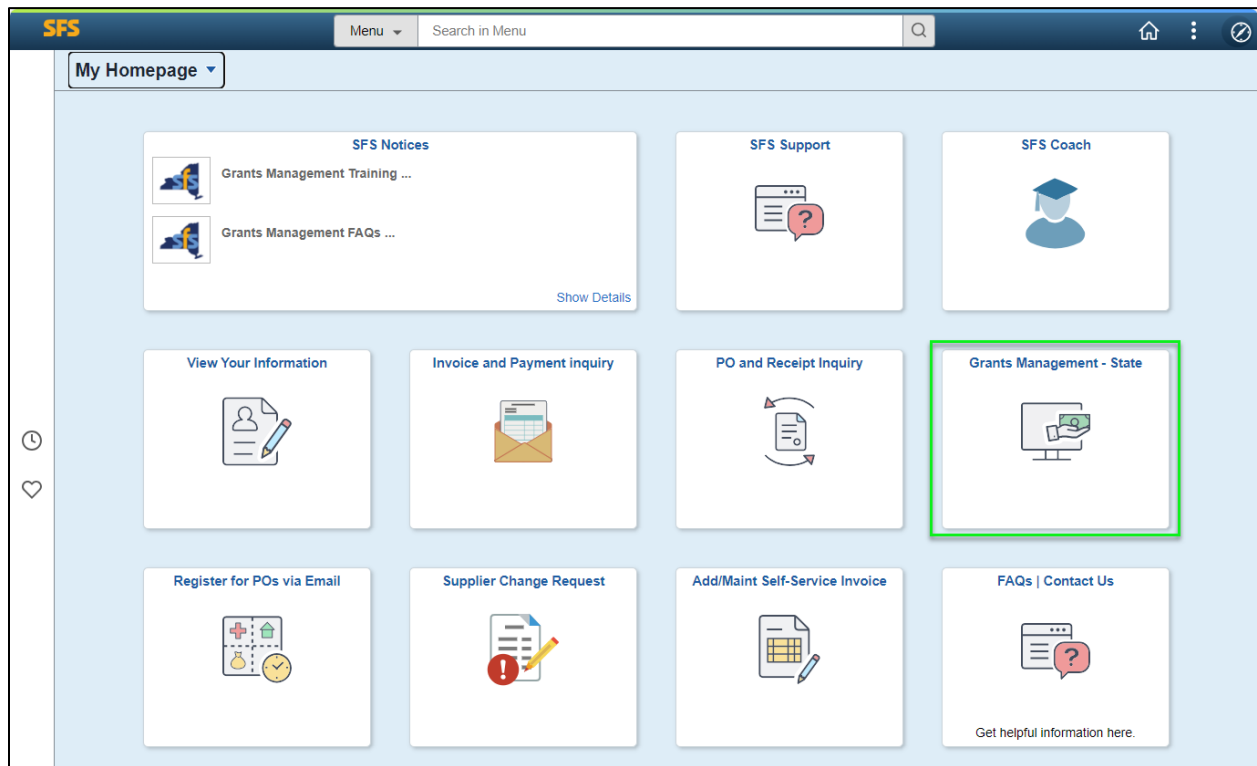 SFS
Menu
Search in Menu
My Homepage
SFS Notices
sfs
Grants Management Training ...
sfs
Grants Management FAQs ...
Show Details
SFS Support
?
SFS Coach
View Your Information
Invoice and Payment inquiry
PO and Receipt Inquiry
Grants Management - State
Register for POs via Email
Supplier Change Request
!
Add/Maint Self-Service Invoice
FAQs | Contact Us
?
Get helpful information here.